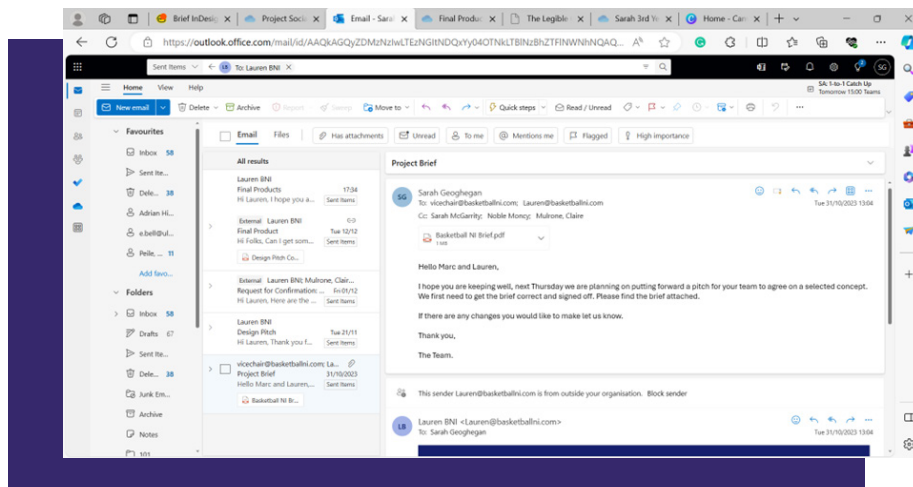 Brief InDesig
Project Socie
Email - Sara
Final Produc
The Legible
Sarah 3rd Ye
Home - Can
https://outlook.office.com/mail/id/
Sent Items
To: Lauren BNI
SG
Home View Help
SA: 1-to-1 Catch Up
Tomorrow 15:00 Teams
New email
Delete
Archive
Report
Sweep
Move to
Quick steps
Read / Unread
Favourites
Inbox 58
Sent Ite...
Dele... 38
Adrian Hi...
e.bell@ul...
Peile, ... 11
Add favo...
Folders
Inbox 58
Drafts 67
Sent Ite...
Dele... 38
Junk Em...
Archive
Notes
101
Email Files
Has attachments
Unread
To me
Mentions me
Flagged
High importance
All results
Lauren BNI
Final Products 17:34
Hi Lauren, I hope you a... Sent Items
External Lauren BNI
Final Product Tue 12/12
Hi Folks, Can I get som... Sent Items
Design Pitch Co...
External Lauren BNI; Mulrone, Clair...
Request for Confirmation: ... Fri 01/12
Hi Lauren, Here are the ... Sent Items
Lauren BNI
Design Pitch Tue 21/11
Hi Lauren, Thank you f... Sent Items
vicechair@basketballni.com; La...
Project Brief 31/10/2023
Hello Marc and Lauren,... Sent Items
Basketball NI Br...
Project Brief
SG
Sarah Geoghegan
To: vicechair@basketballni.com; Lauren@basketballni.com
Cc: Sarah McGarrity; Noble Moncy; Mulrone, Claire
Tue 31/10/2023 13:04
Basketball NI Brief.pdf
1 MB
Hello Marc and Lauren,
I hope you are keeping well, next Thursday we are planning on putting forward a pitch for your team to agree on a selected concept.
We first need to get the brief correct and signed off. Please find the brief attached.
If there are any changes you would like to make let us know.
Thank you,
The Team.
This sender Lauren@basketballni.com is from outside your organisation. Block sender
LB
Lauren BNI <Lauren@basketballni.com>
To: Sarah Geoghegan
Tue 31/10/2023 13:04